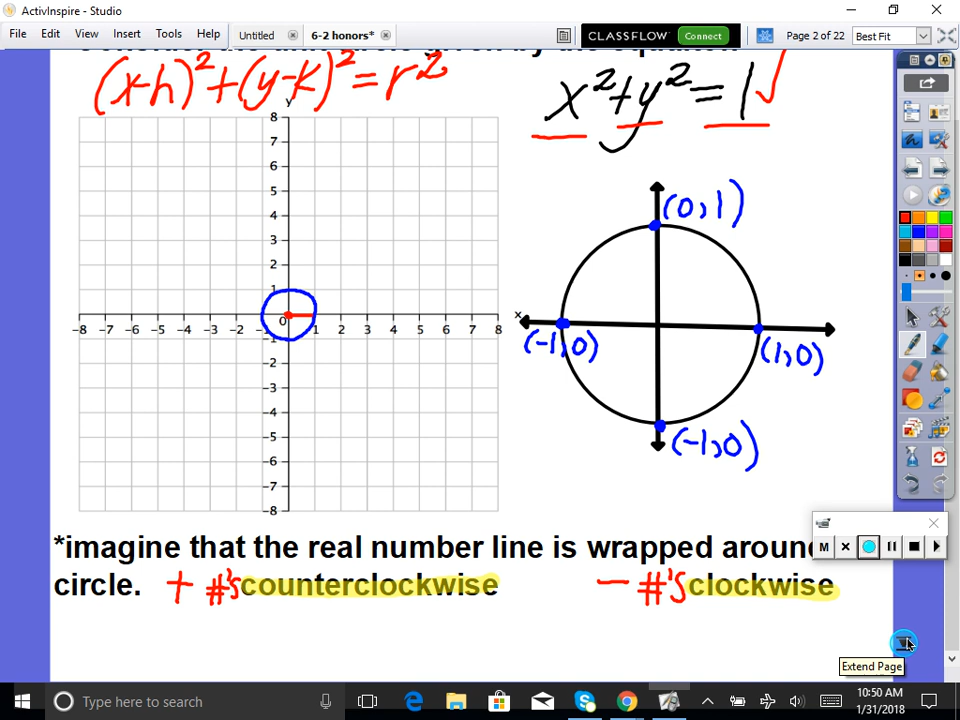 ActivInspire - Studio
File Edit View Insert Tools Help Untitled 6-2 honors* CLASSFLOW Connect Page 2 of 22 Best Fit
(x-h)²+(y-k)²=r²
x²+y²=1
y
8
7
6
5
4
3
2
1
-8 -7 -6 -5 -4 -3 -2 0 1 2 3 4 5 6 7 8 x
-1
-2
-3
-4
-5
-6
-7
-8
(0,1)
(-1,0) (1,0)
(-1,0)
M
*imagine that the real number line is wrapped around
circle. + #'s counterclockwise - #'s clockwise
Extend Page
Type here to search
10:50 AM
1/31/2018